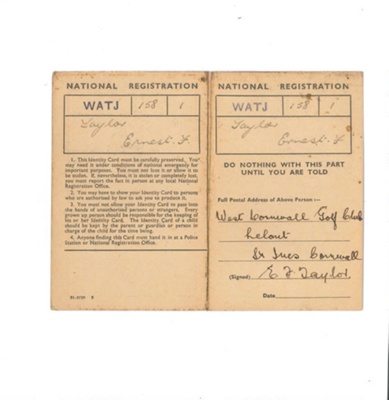 NATIONAL REGISTRATION
WATJ 158 1
Taylor
Ernest. F.
1. This Identity Card must be carefully preserved. You
may need it under conditions of national emergency for
important purposes. You must not lose it or allow it to
be stolen. If, nevertheless, it is stolen or completely lost,
you must report the fact in person at any local National
Registration Office.
2. You may have to show your Identity Card to persons
who are authorised by law to ask you to produce it.
3. You must not allow your Identity Card to pass into
the hands of unauthorised persons or strangers. Every
grown up person should be responsible for the keeping of
his or her Identity Card. The Identity Card of a child
should be kept by the parent or guardian or person in
charge of the child for the time being.
4. Anyone finding this Card must hand it in at a Police
Station or National Registration Office.
NATIONAL REGISTRATION
WATJ 158 1
Taylor
Ernest. F.
DO NOTHING WITH THIS PART
UNTIL YOU ARE TOLD
Full Postal Address of Above Person:—
West Cornwall Golf Club
Lelant
St Ives Cornwall
(Signed) E F Taylor
Date